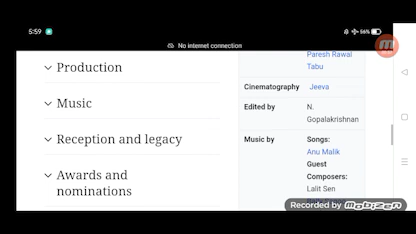 5:59
56%
No internet connection
Production
Music
Reception and legacy
Awards and
nominations
Paresh Rawal
Tabu
Cinematography Jeeva
Edited by N.
Gopalakrishnan
Music by Songs:
Anu Malik
Guest
Composers:
Lalit Sen
Recorded by mobizen